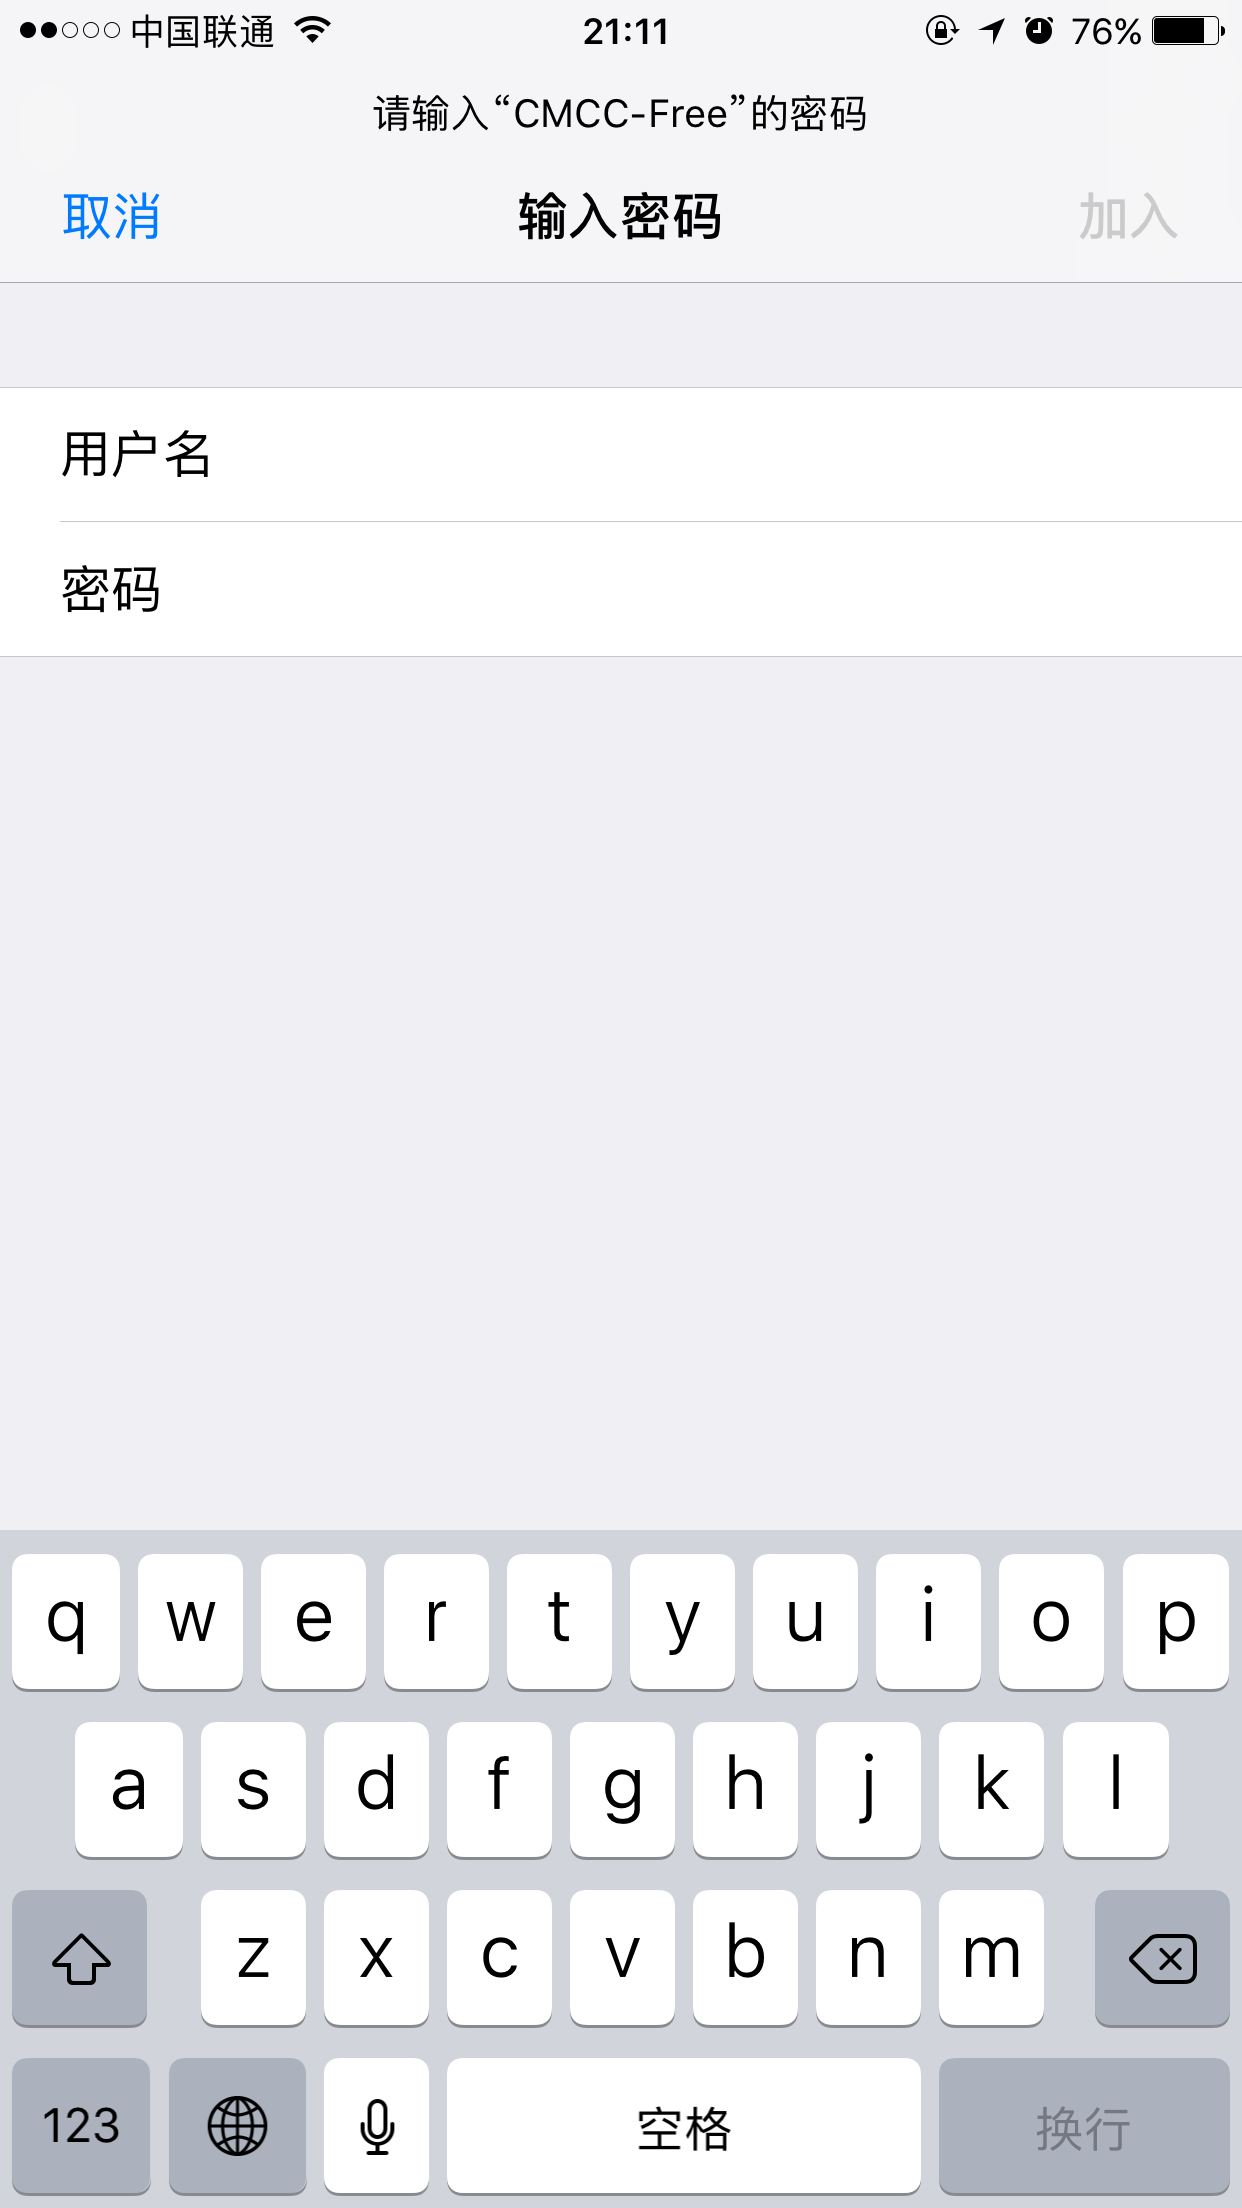 中国联通 21:11 76%
请输入“CMCC-Free”的密码
取消 输入密码 加入
用户名
密码
q w e r t y u i o p
a s d f g h j k l
z x c v b n m
123 空格 换行